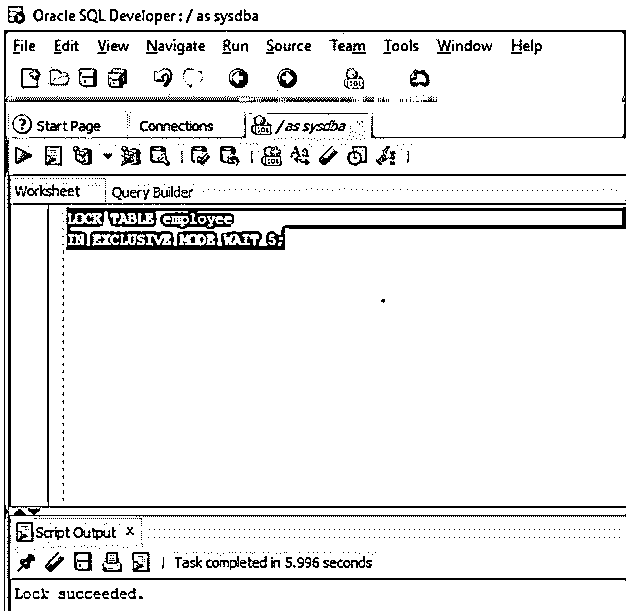 Oracle SQL Developer : / as sysdba
File Edit View Navigate Run Source Team Tools Window Help
Start Page Connections / as sysdba
Worksheet Query Builder
LOCK TABLE employee
IN EXCLUSIVE MODE WAIT 5;
Script Output x
Task completed in 5.996 seconds
Lock succeeded.